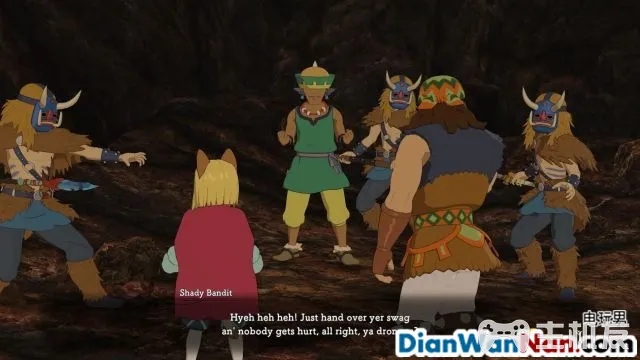 Shady Bandit
Hyeh heh heh! Just hand over yer swag
an' nobody gets hurt, all right, ya
电玩男
DianWanNan.com